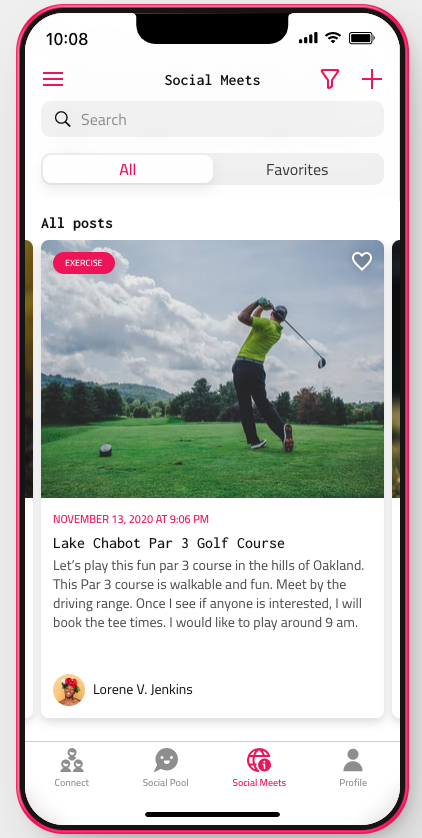 10:08
Social Meets
Search
All
Favorites
All posts
EXERCISE
NOVEMBER 13, 2020 AT 9:06 PM
Lake Chabot Par 3 Golf Course
Let’s play this fun par 3 course in the hills of Oakland.
This Par 3 course is walkable and fun. Meet by the
driving range. Once I see if anyone is interested, I will
book the tee times. I would like to play around 9 am.
Lorene V. Jenkins
Connect
Social Pool
Social Meets
Profile